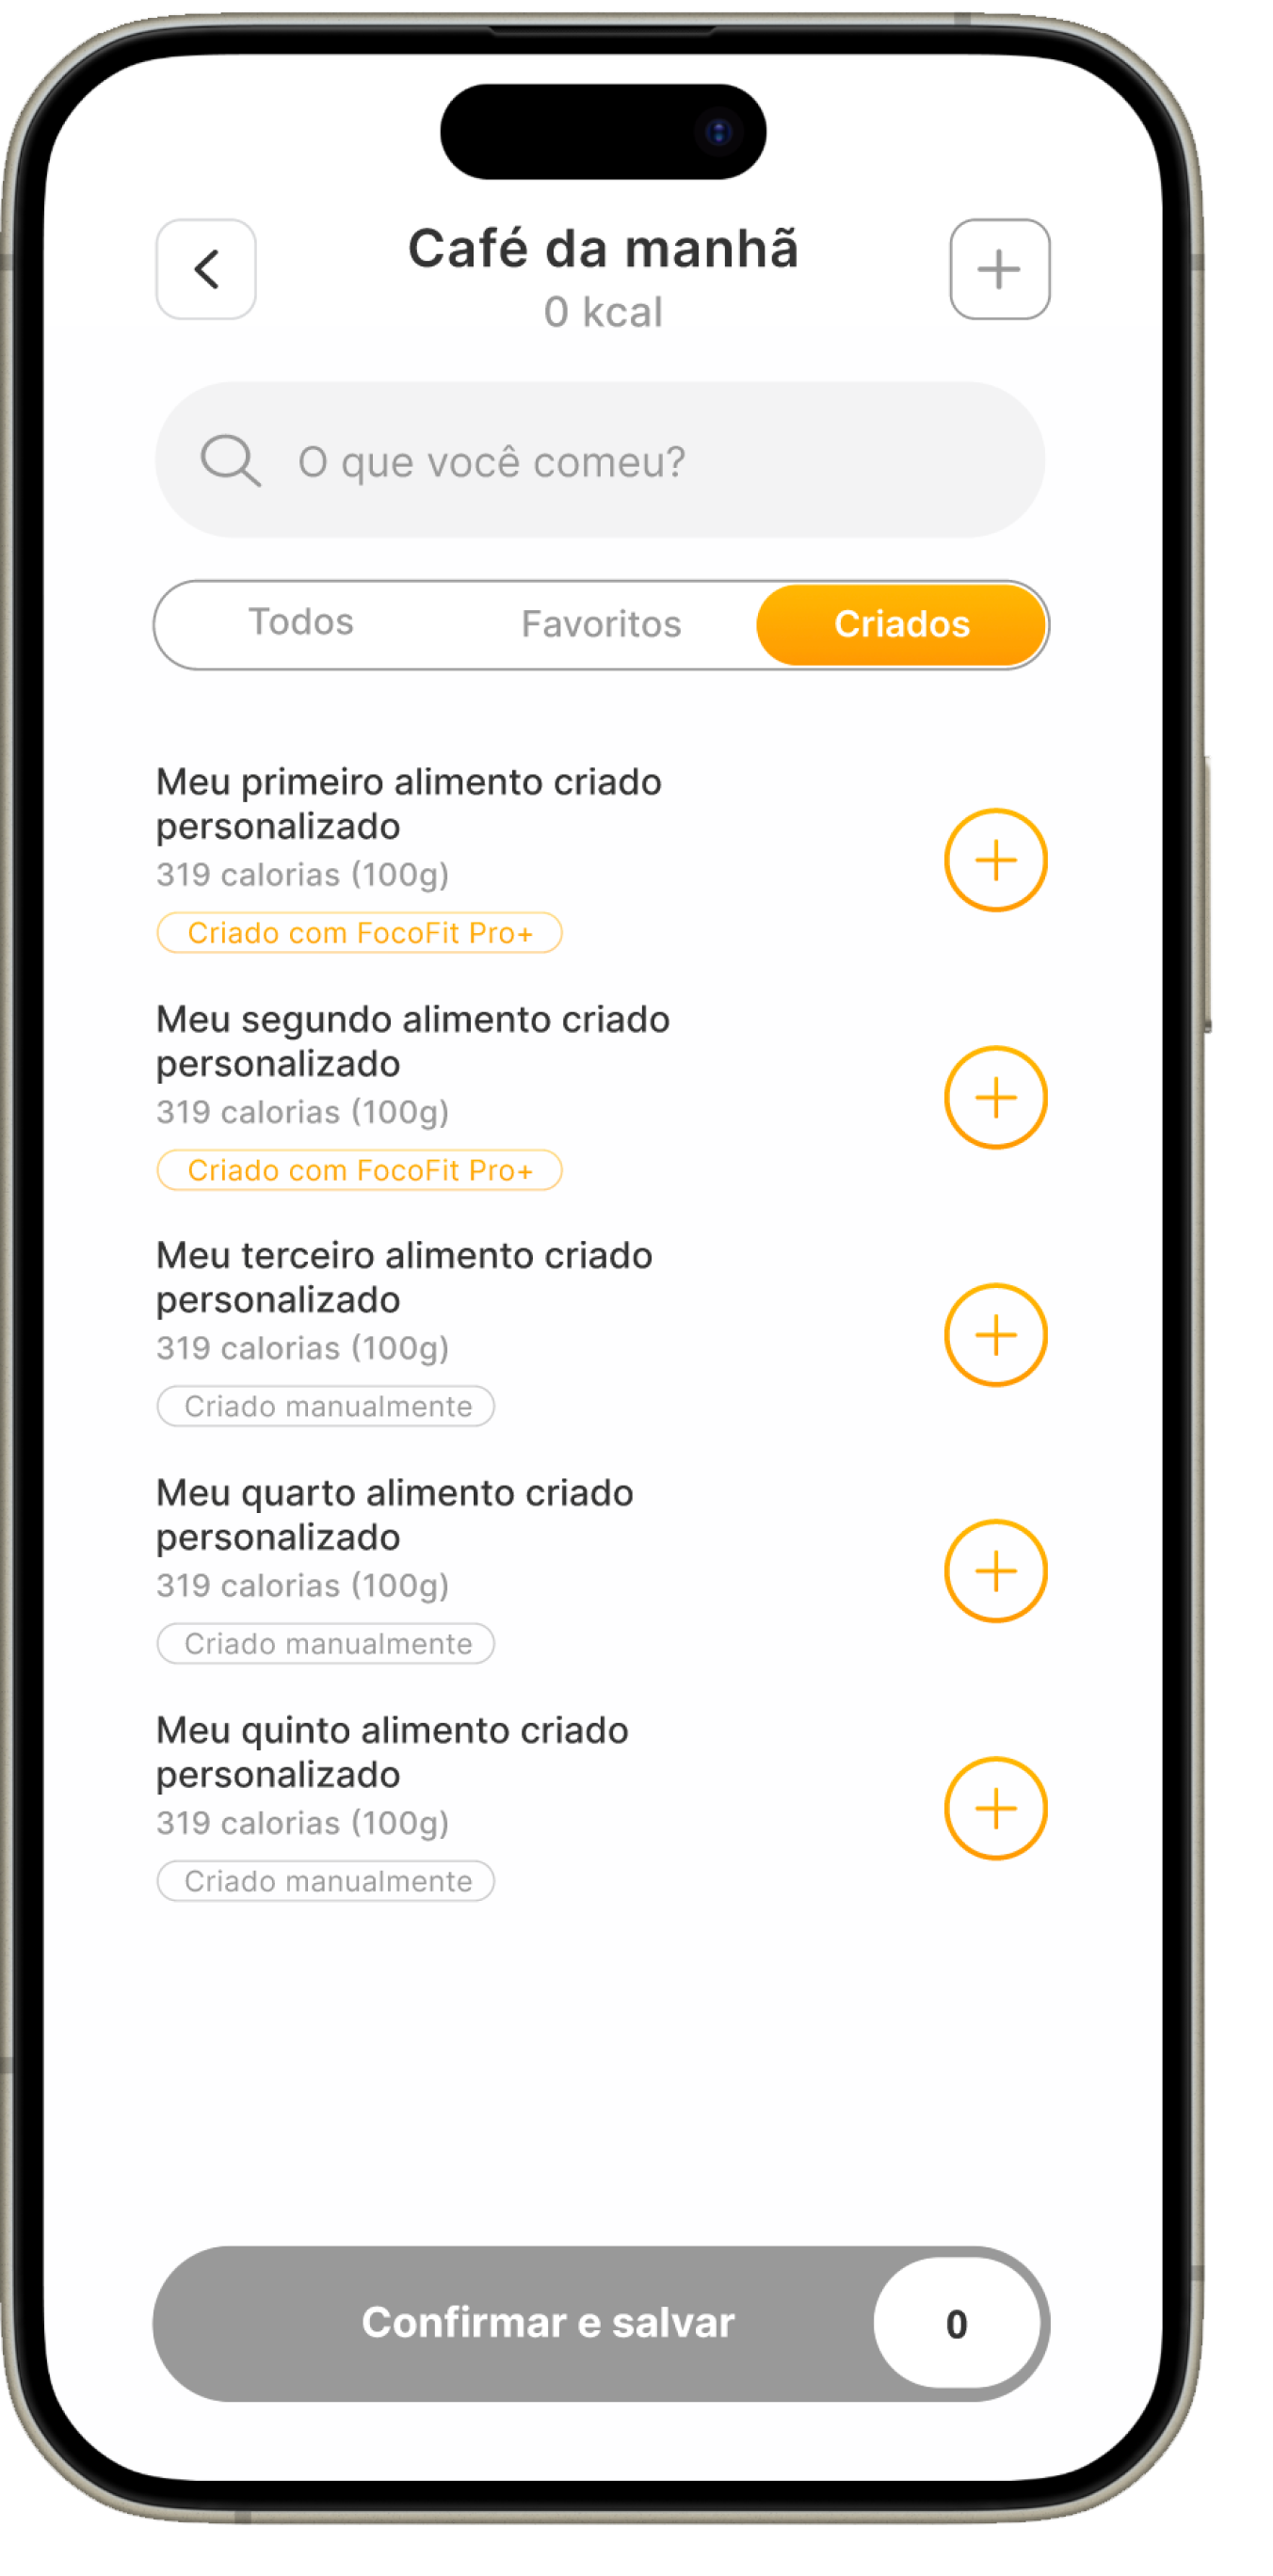 Café da manhã
0 kcal
O que você comeu?
Todos Favoritos Criados
Meu primeiro alimento criado
personalizado
319 calorias (100g)
Criado com FocoFit Pro+
Meu segundo alimento criado
personalizado
319 calorias (100g)
Criado com FocoFit Pro+
Meu terceiro alimento criado
personalizado
319 calorias (100g)
Criado manualmente
Meu quarto alimento criado
personalizado
319 calorias (100g)
Criado manualmente
Meu quinto alimento criado
personalizado
319 calorias (100g)
Criado manualmente
Confirmar e salvar 0